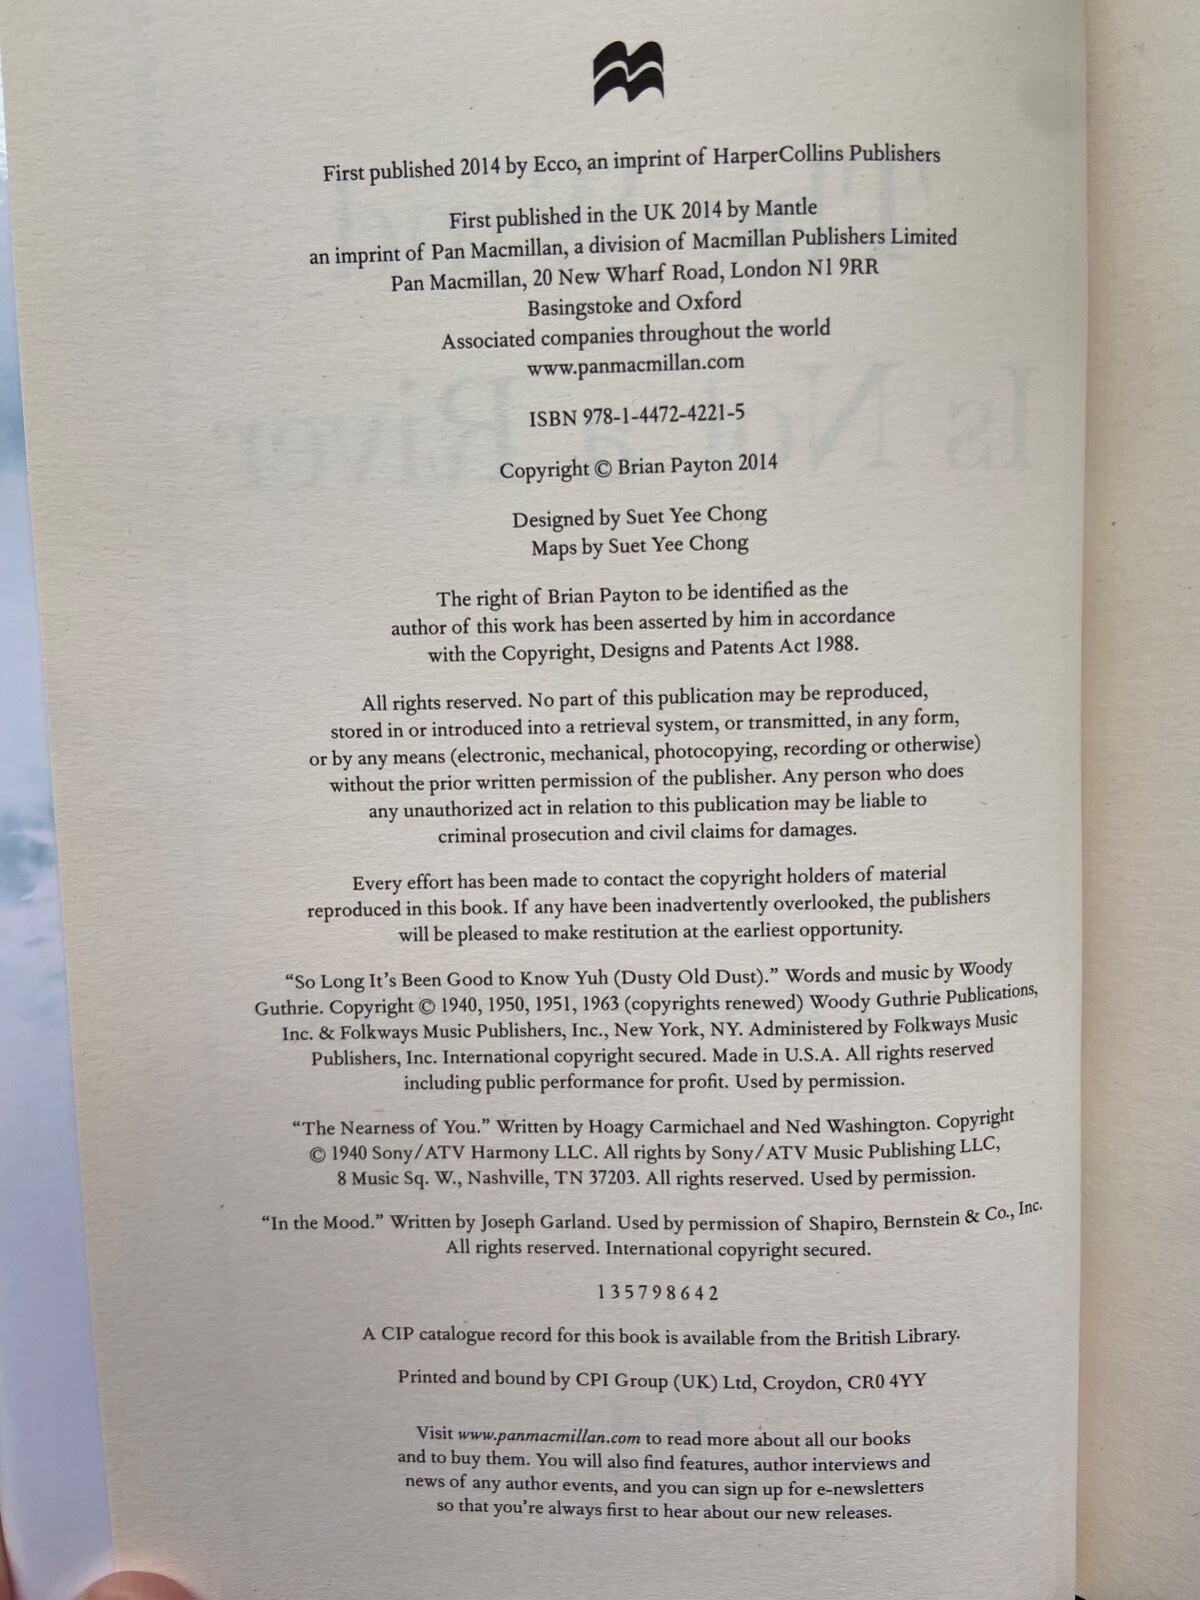 First published 2014 by Ecco, an imprint of HarperCollins Publishers
First published in the UK 2014 by Mantle
an imprint of Pan Macmillan, a division of Macmillan Publishers Limited
Pan Macmillan, 20 New Wharf Road, London N1 9RR
Basingstoke and Oxford
Associated companies throughout the world
www.panmacmillan.com
ISBN 978-1-4472-4221-5
Copyright © Brian Payton 2014
Designed by Suet Yee Chong
Maps by Suet Yee Chong
The right of Brian Payton to be identified as the
author of this work has been asserted by him in accordance
with the Copyright, Designs and Patents Act 1988.
All rights reserved. No part of this publication may be reproduced,
stored in or introduced into a retrieval system, or transmitted, in any form,
or by any means (electronic, mechanical, photocopying, recording or otherwise)
without the prior written permission of the publisher. Any person who does
any unauthorized act in relation to this publication may be liable to
criminal prosecution and civil claims for damages.
Every effort has been made to contact the copyright holders of material
reproduced in this book. If any have been inadvertently overlooked, the publishers
will be pleased to make restitution at the earliest opportunity.
“So Long It’s Been Good to Know Yuh (Dusty Old Dust).” Words and music by Woody
Guthrie. Copyright © 1940, 1950, 1951, 1963 (copyrights renewed) Woody Guthrie Publications,
Inc. & Folkways Music Publishers, Inc., New York, NY. Administered by Folkways Music
Publishers, Inc. International copyright secured. Made in U.S.A. All rights reserved
including public performance for profit. Used by permission.
“The Nearness of You.” Written by Hoagy Carmichael and Ned Washington. Copyright
© 1940 Sony/ATV Harmony LLC. All rights by Sony/ATV Music Publishing LLC,
8 Music Sq. W., Nashville, TN 37203. All rights reserved. Used by permission.
“In the Mood.” Written by Joseph Garland. Used by permission of Shapiro, Bernstein & Co., Inc.
All rights reserved. International copyright secured.
1 3 5 7 9 8 6 4 2
A CIP catalogue record for this book is available from the British Library.
Printed and bound by CPI Group (UK) Ltd, Croydon, CR0 4YY
Visit www.panmacmillan.com to read more about all our books
and to buy them. You will also find features, author interviews and
news of any author events, and you can sign up for e-newsletters
so that you’re always first to hear about our new releases.